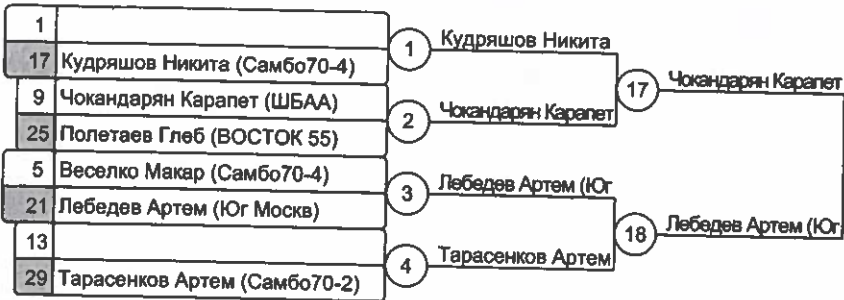 1
17 Кудряшов Никита (Самбо70-4)
1 Кудряшов Никита
9 Чокандарян Карапет (ШБАА)
25 Полетаев Глеб (ВОСТОК 55)
2 Чокандарян Карапет
17 Чокандарян Карапет
5 Веселко Макар (Самбо70-4)
21 Лебедев Артем (Юг Москв)
3 Лебедев Артем (Юг
13
29 Тарасенков Артем (Самбо70-2)
4 Тарасенков Артем
18 Лебедев Артем (Юг